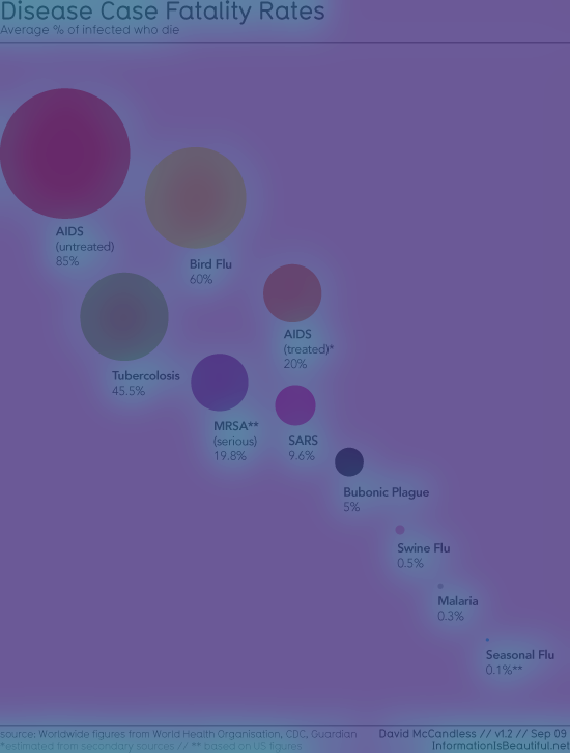 Disease Case Fatality Rates
Average % of infected who die
AIDS
(untreated)
85%
Bird Flu
60%
AIDS
(treated)*
20%
Tubercolosis
45.5%
MRSA**
(serious)
19.8%
SARS
9.6%
Bubonic Plague
5%
Swine Flu
0.5%
Malaria
0.3%
Seasonal Flu
0.1%**
source: Worldwide figures from World Health Organisation, CDC, Guardian
*estimated from secondary sources // ** based on US figures
David McCandless // v1.2 // Sep 09
InformationIsBeautiful.net